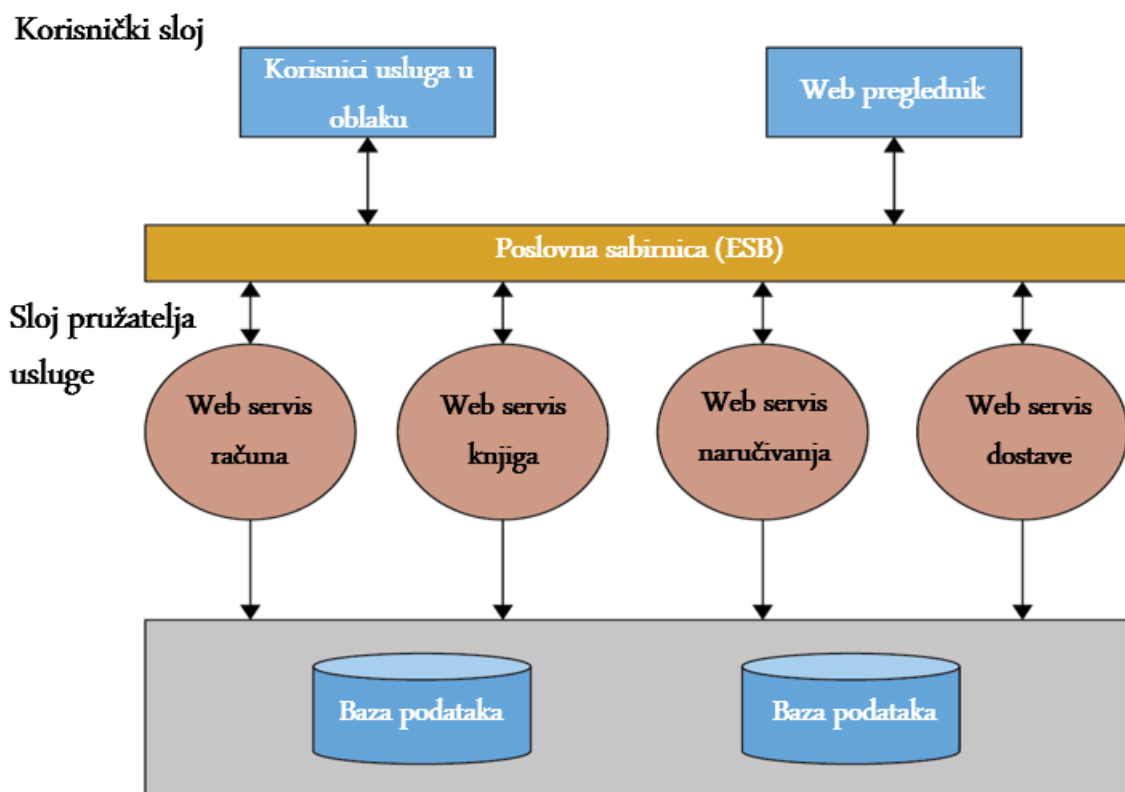 Korisnički sloj
Korisnici usluga u
oblaku
Web preglednik
Poslovna sabirnica (ESB)
Sloj pružatelja
usluge
Web servis
računa
Web servis
knjiga
Web servis
naručivanja
Web servis
dostave
Baza podataka
Baza podataka